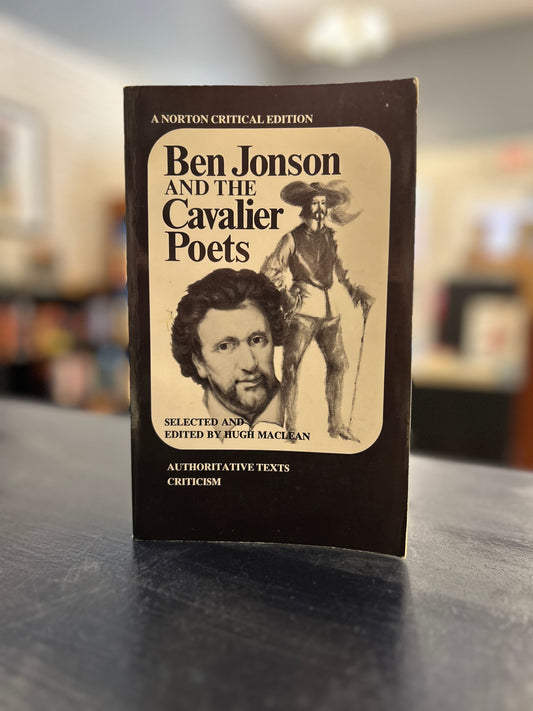 A NORTON CRITICAL EDITION
Ben Jonson
AND THE
Cavalier
Poets
SELECTED AND
EDITED BY HUGH MACLEAN
AUTHORITATIVE TEXTS
CRITICISM